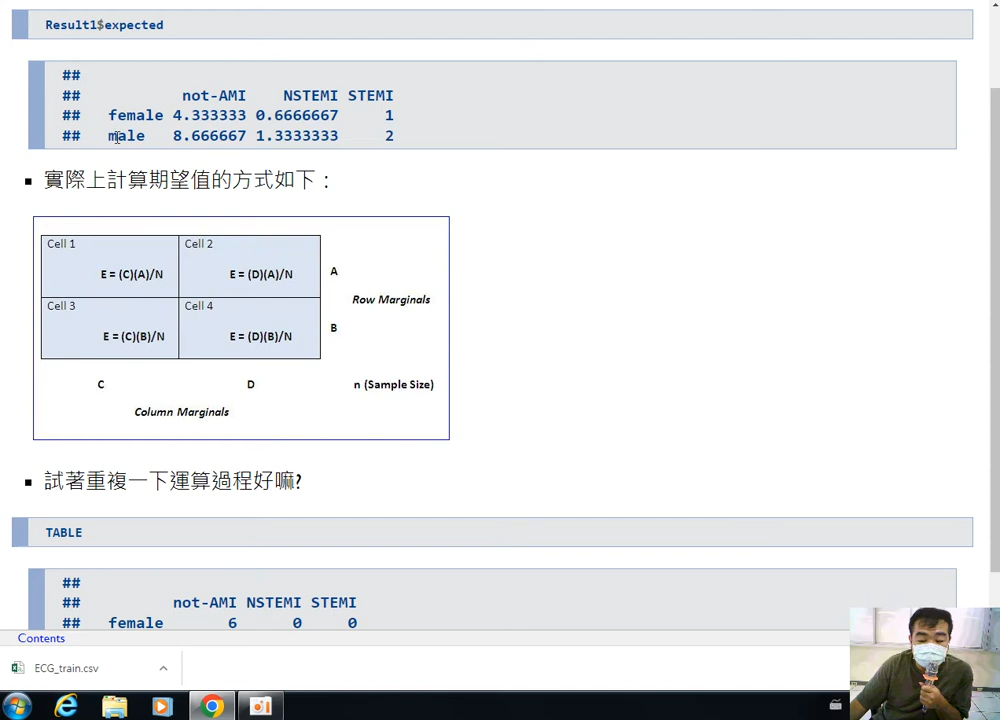 Result1$expected
##
## not-AMI NSTEMI STEMI
## female 4.333333 0.6666667 1
## male 8.666667 1.3333333 2
▪ 實際上計算期望值的方式如下：
Cell 1 Cell 2
E = (C)(A)/N E = (D)(A)/N A
Row Marginals
Cell 3 Cell 4
E = (C)(B)/N E = (D)(B)/N B
C D n (Sample Size)
Column Marginals
▪ 試著重複一下運算過程好嘛?
TABLE
##
## not-AMI NSTEMI STEMI
## female 6 0 0
Contents
ECG_train.csv